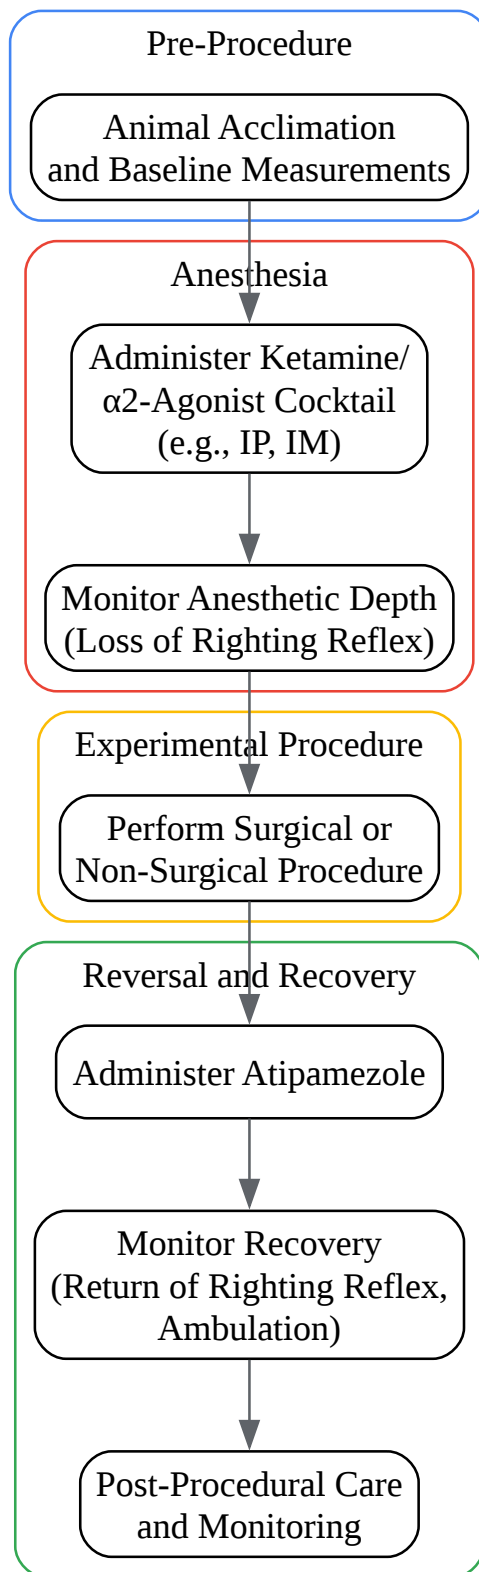 Pre-Procedure
Animal Acclimation
and Baseline Measurements
Anesthesia
Administer Ketamine/
α2-Agonist Cocktail
(e.g., IP, IM)
Monitor Anesthetic Depth
(Loss of Righting Reflex)
Experimental Procedure
Perform Surgical or
Non-Surgical Procedure
Reversal and Recovery
Administer Atipamezole
Monitor Recovery
(Return of Righting Reflex,
Ambulation)
Post-Procedural Care
and Monitoring